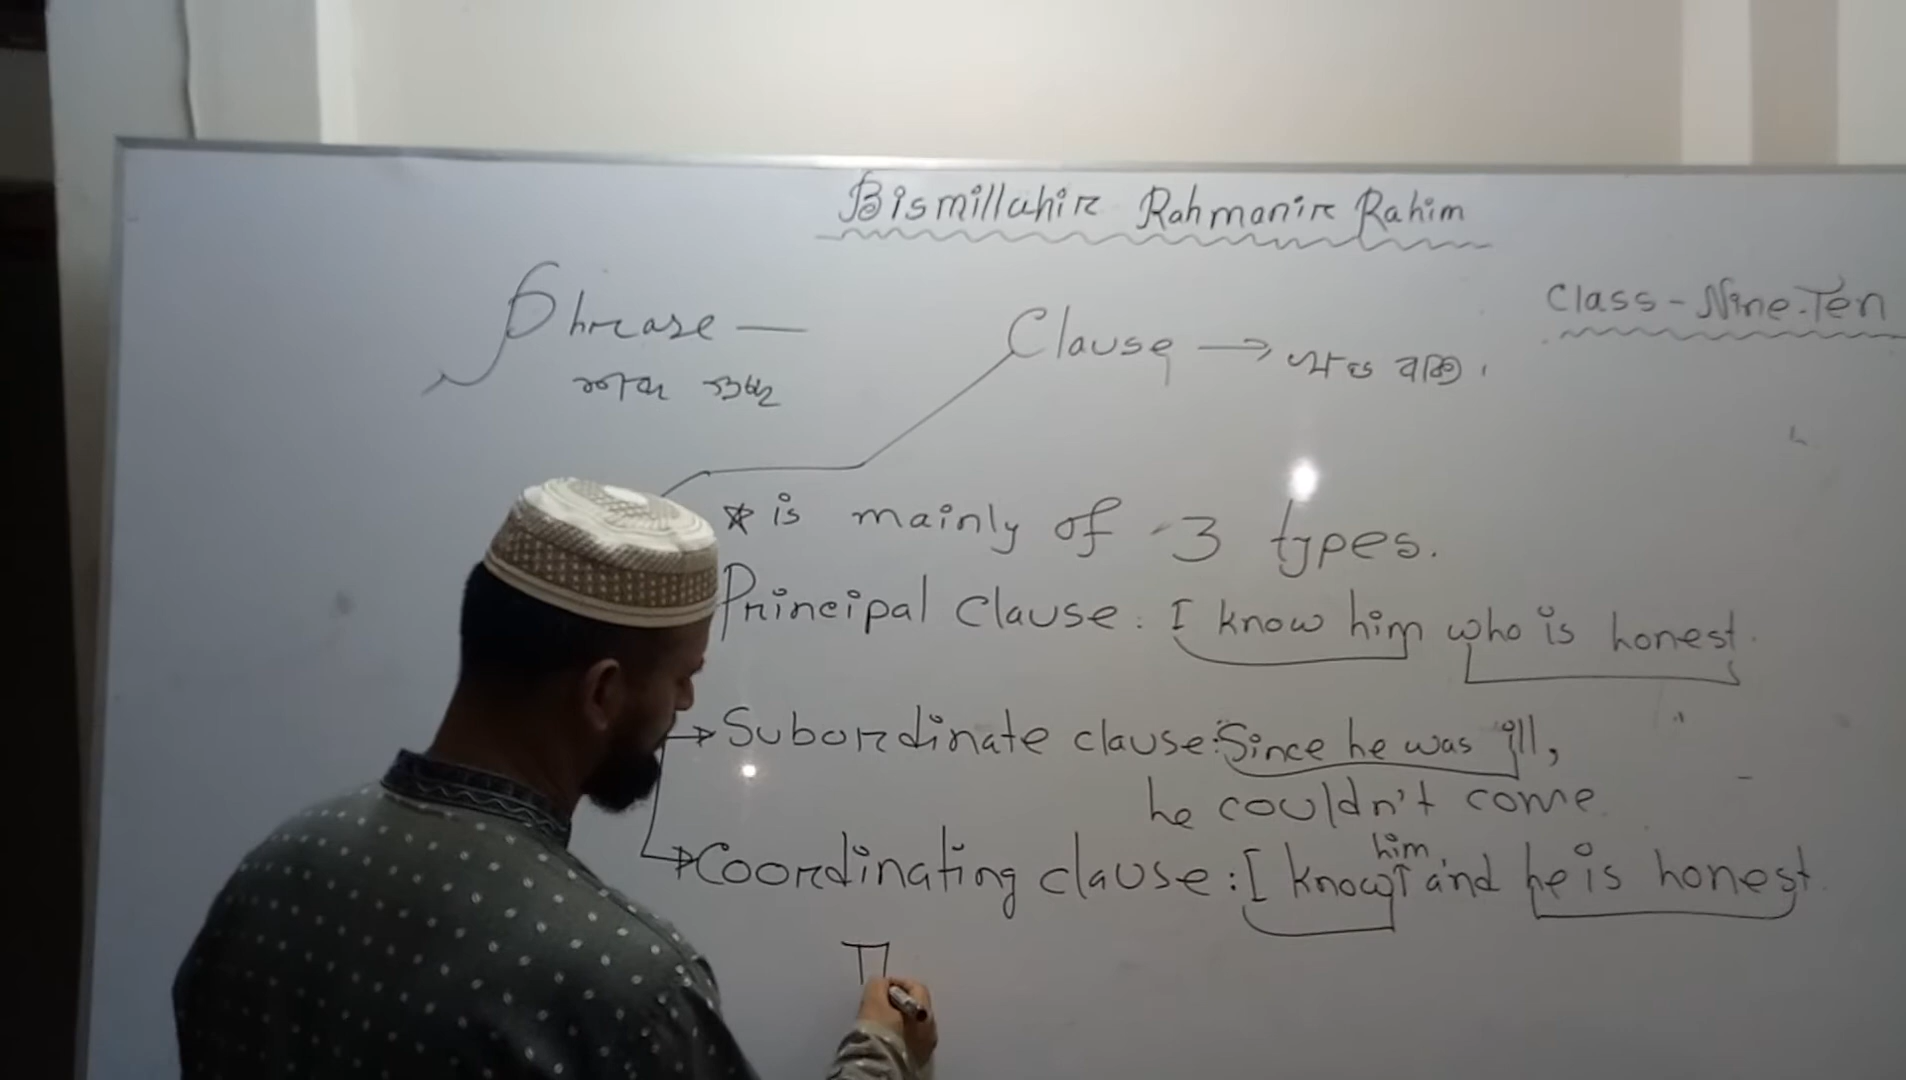 Bismillahir Rahmanir Rahim
Class - Nine-Ten
Phrase —
Clause →
* is mainly of 3 types.
Principal Clause : I know him who is honest.
→ Subordinate clause : Since he was ill,
he couldn't come.
him
→ Coordinating clause : I know and he is honest.